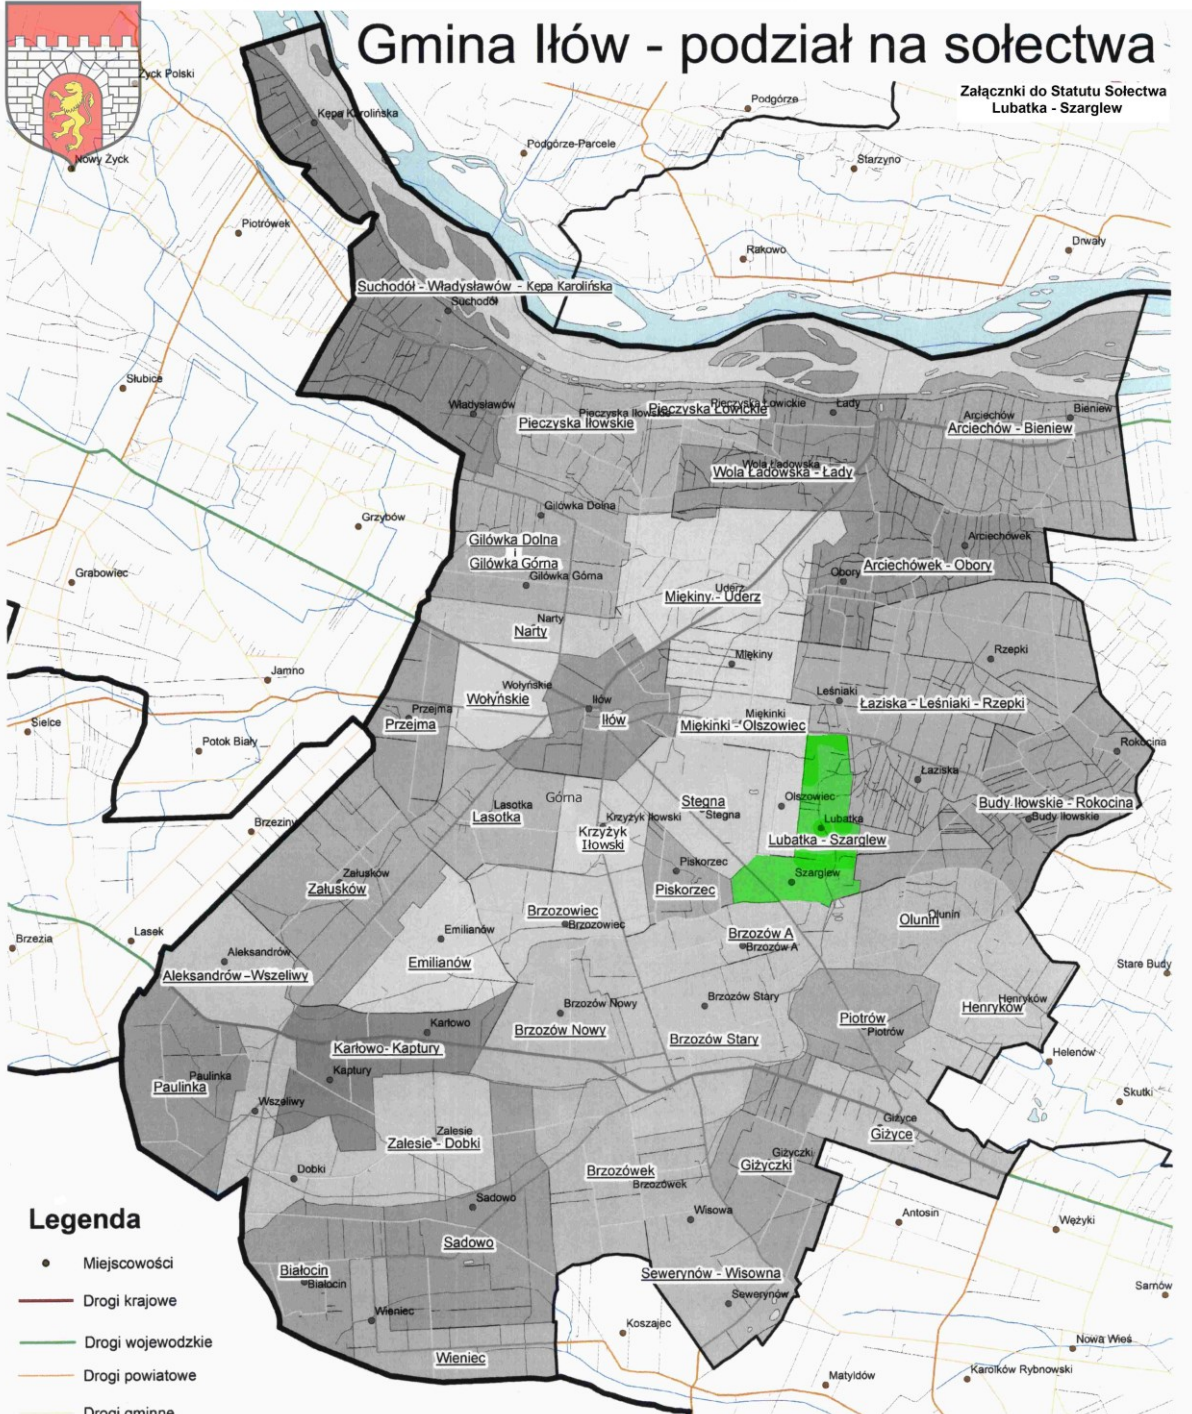 Gmina Iłów - podział na sołectwa
Załącznki do Statutu Sołectwa
Lubatka - Szarglew
Życk Polski
Nowy Życk
Kępa Karolińska
Podgórze
Podgórze-Parcele
Starzyno
Piotrówek
Rakowo
Drwały
Suchodół - Władysławów - Kępa Karolińska
Suchodół
Słubice
Władysławów
Pieczyska Iłowskie
Pieczyska Iłowskie
Pieczyska Łowickie
Pieczyska Łowickie
Łady
Arciechów
Bieniew
Arciechów - Bieniew
Wola Ładowska
Wola Ładowska - Łady
Grzybów
Gilówka Dolna
Gilówka Dolna
i
Gilówka Górna
Gilówka Górna
Arciechówek
Arciechówek - Obory
Obory
Grabowiec
Uderz
Miękiny - Uderz
Narty
Narty
Miękiny
Rzepki
Jamno
Wołyńskie
Wołyńskie
Iłów
Iłów
Leśniaki
Łaziska - Leśniaki - Rzepki
Przejma
Przejma
Miękinki
Miękinki - Olszowiec
Sielce
Potok Biały
Rokocina
Łaziska
Górna
Lasotka
Lasotka
Stegna
Stegna
Olszowiec
Budy Iłowskie - Rokocina
Budy Iłowskie
Brzeziny
Krzyżyk Iłowski
Krzyżyk
Iłowski
Lubatka
Lubatka - Szarglew
Załusków
Załusków
Piskorzec
Piskorzec
Szarglew
Brzozowiec
Brzozowiec
Olunin
Olunin
Brzezia
Lasek
Emilianów
Emilianów
Brzozów A
Brzozów A
Aleksandrów
Aleksandrów - Wszeliwy
Stare Budy
Brzozów Nowy
Brzozów Nowy
Brzozów Stary
Brzozów Stary
Henryków
Henryków
Piotrów
Piotrów
Karłowo
Karłowo- Kaptury
Kaptury
Helenów
Paulinka
Paulinka
Skutki
Wszeliwy
Giżyce
Giżyce
Zalesie
Zalesie - Dobki
Giżyczki
Giżyczki
Dobki
Brzozówek
Brzozówek
Sadowo
Sadowo
Wisowa
Antosin
Wężyki
Legenda
Miejscowości
Drogi krajowe
Drogi wojewodzkie
Drogi powiatowe
Drogi gminne
Białocin
Białocin
Sewerynów - Wisowna
Sewerynów
Sarnów
Wieniec
Wieniec
Koszajec
Nowa Wieś
Matyldów
Karolków Rybnowski